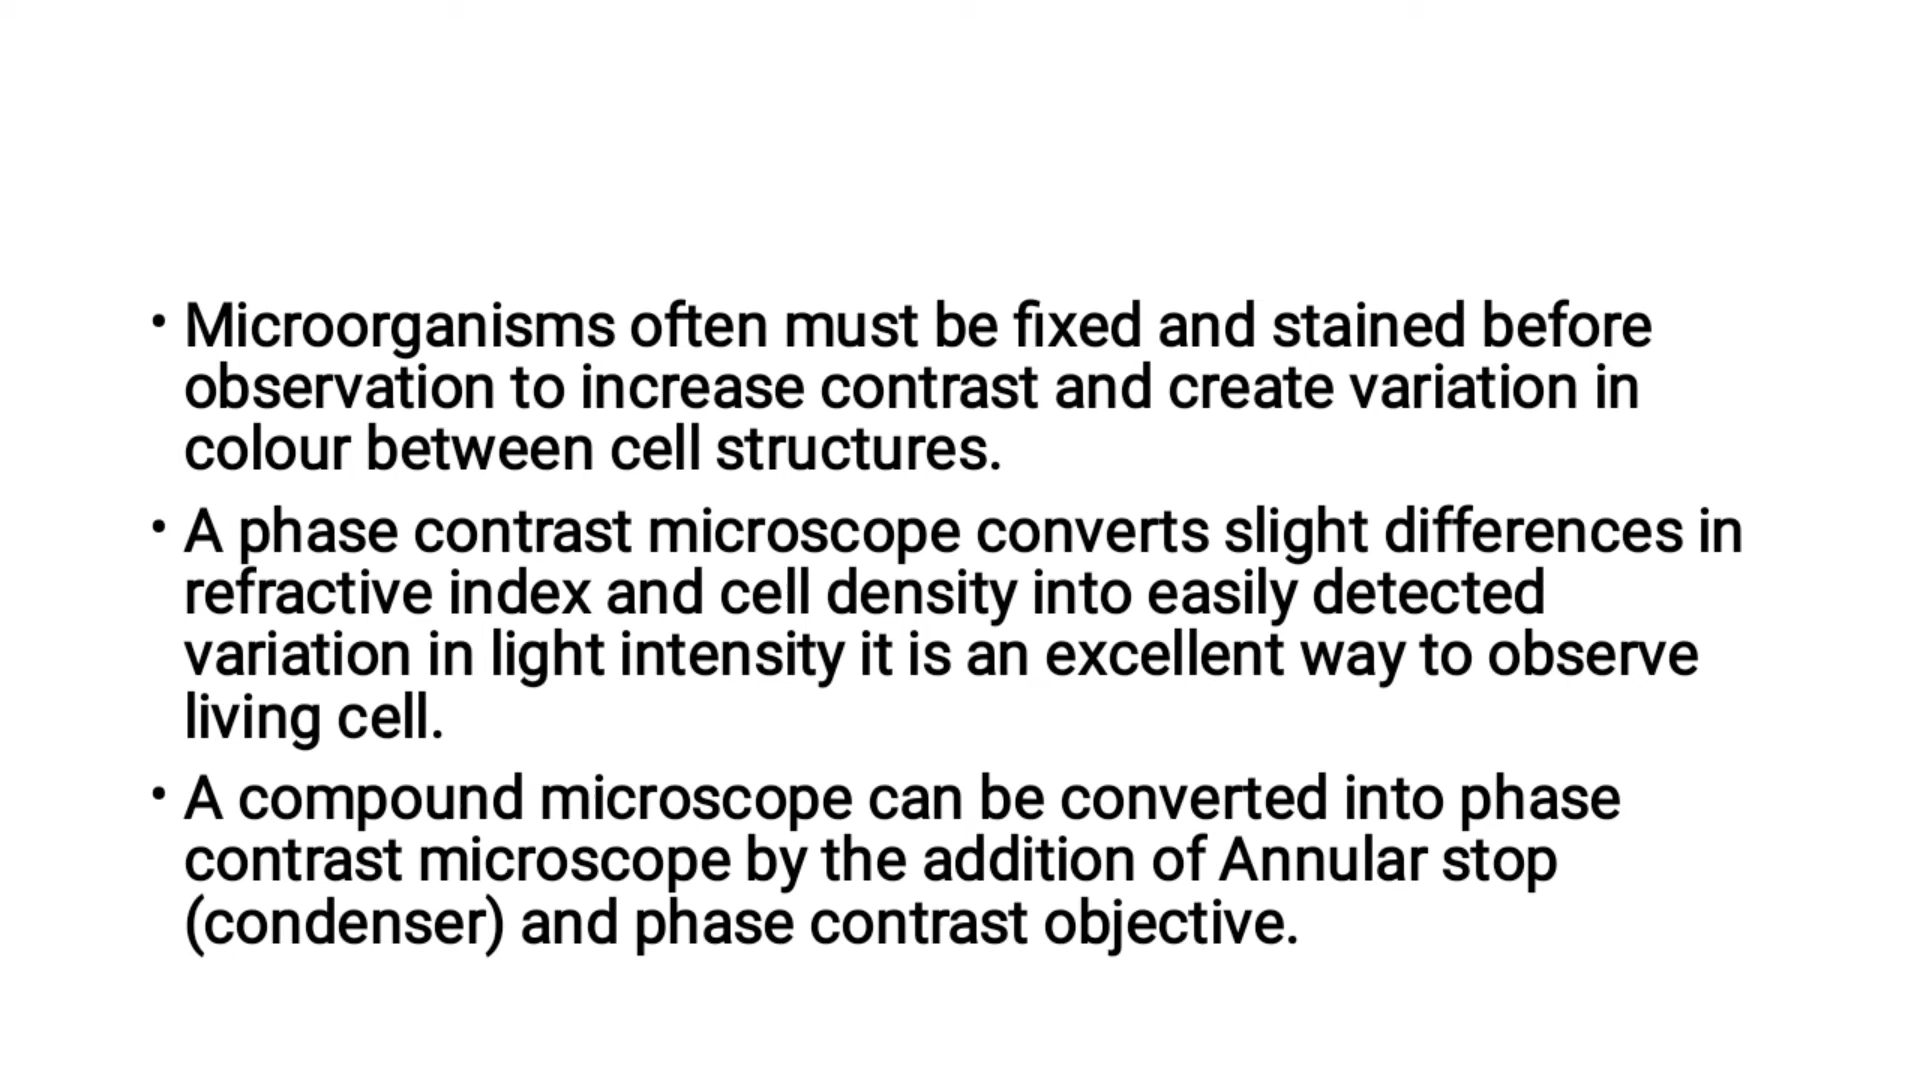 • Microorganisms often must be fixed and stained before
observation to increase contrast and create variation in
colour between cell structures.
• A phase contrast microscope converts slight differences in
refractive index and cell density into easily detected
variation in light intensity it is an excellent way to observe
living cell.
• A compound microscope can be converted into phase
contrast microscope by the addition of Annular stop
(condenser) and phase contrast objective.